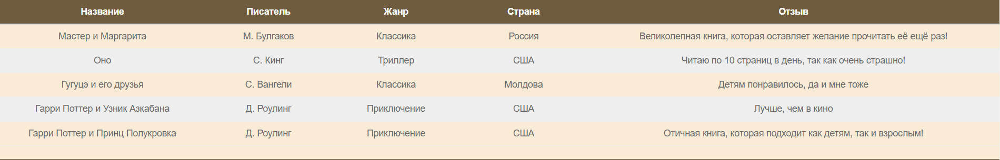 Название Писатель Жанр Страна Отзыв
Мастер и Маргарита М. Булгаков Классика Россия Великолепная книга, которая оставляет желание прочитать её ещё раз!
Оно С. Кинг Триллер США Читаю по 10 страниц в день, так как очень страшно!
Гугуцэ и его друзья С. Вангели Классика Молдова Детям понравилось, да и мне тоже
Гарри Поттер и Узник Азкабана Д. Роулинг Приключение США Лучше, чем в кино
Гарри Поттер и Принц Полукровка Д. Роулинг Приключение США Отичная книга, которая подходит как детям, так и взрослым!